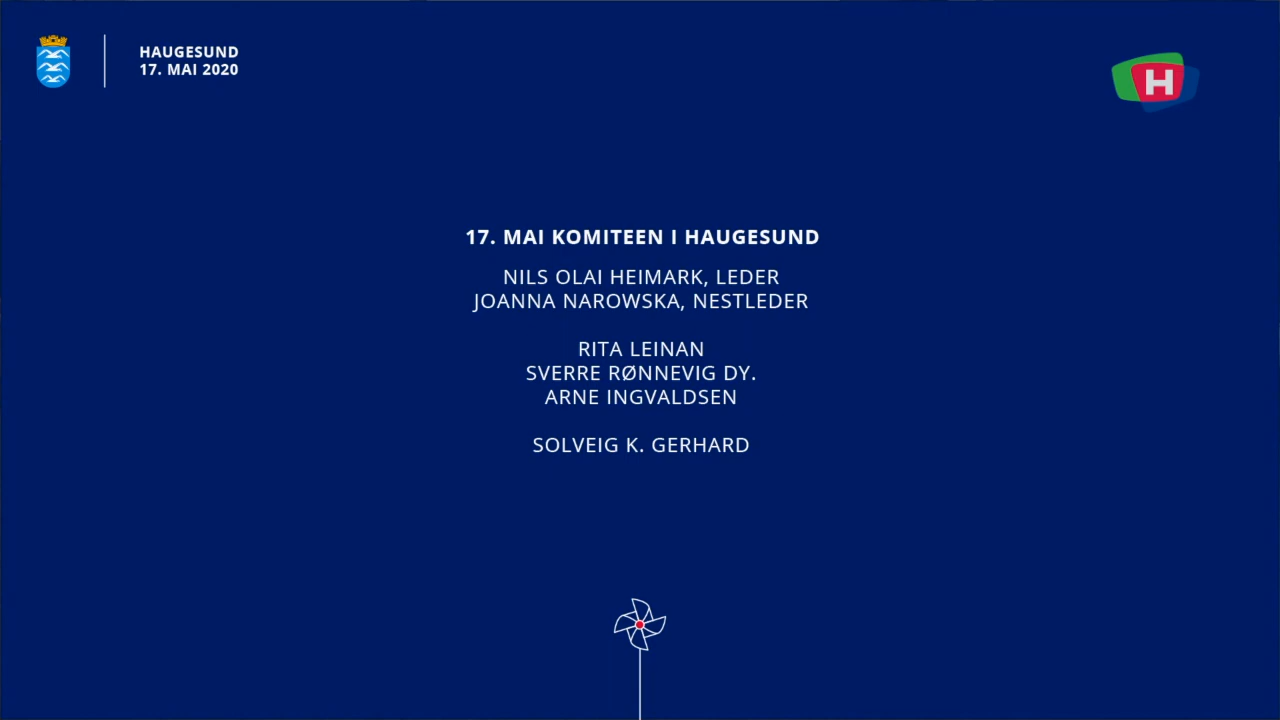 HAUGESUND
17. MAI 2020
H
17. MAI KOMITEEN I HAUGESUND
NILS OLAI HEIMARK, LEDER
JOANNA NAROWSKA, NESTLEDER
RITA LEINAN
SVERRE RØNNEVIG DY.
ARNE INGVALDSEN
SOLVEIG K. GERHARD